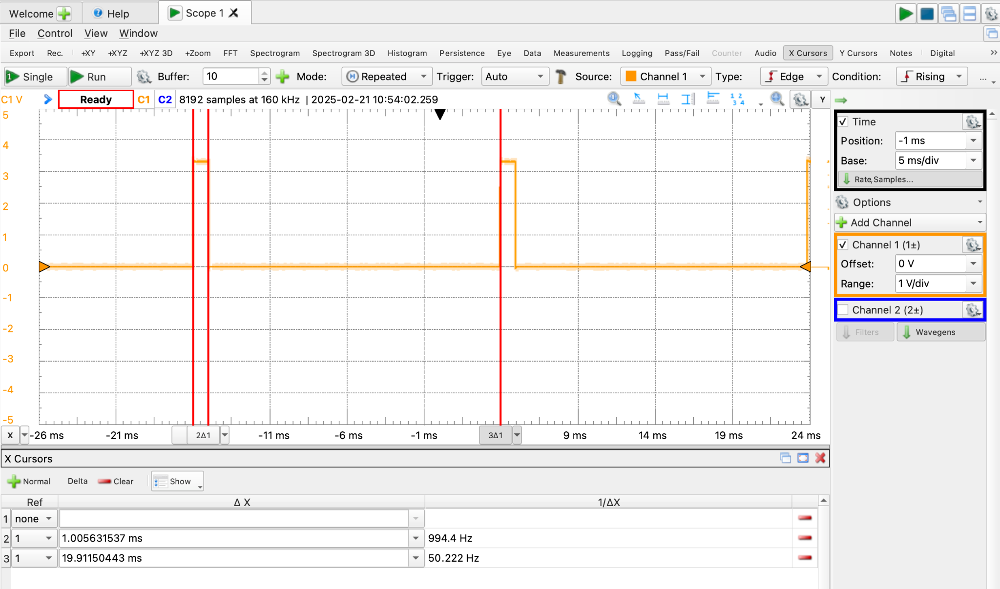 Welcome Help Scope 1 X
File Control View Window
Export Rec. +XY +XYZ +XYZ 3D +Zoom FFT Spectrogram Spectrogram 3D Histogram Persistence Eye Data Measurements Logging Pass/Fail Counter Audio X Cursors Y Cursors Notes Digital »
1 Single Run Buffer: 10 Mode: Repeated Trigger: Auto Source: Channel 1 Type: Edge Condition: Rising ...
C1 V Ready C1 C2 8192 samples at 160 kHz | 2025-02-21 10:54:02.259 Y
5
4
3
2
1
0
-1
-2
-3
-4
-5
X -26 ms -21 ms 2Δ1 -11 ms -6 ms -1 ms 3Δ1 9 ms 14 ms 19 ms 24 ms
Time
Position: -1 ms
Base: 5 ms/div
Rate,Samples...
Options
Add Channel
Channel 1 (1±)
Offset: 0 V
Range: 1 V/div
Channel 2 (2±)
Filters Wavegens
X Cursors
Normal Delta Clear Show
Ref Δ X 1/ΔX
1 none
2 1 1.005631537 ms 994.4 Hz
3 1 19.91150443 ms 50.222 Hz